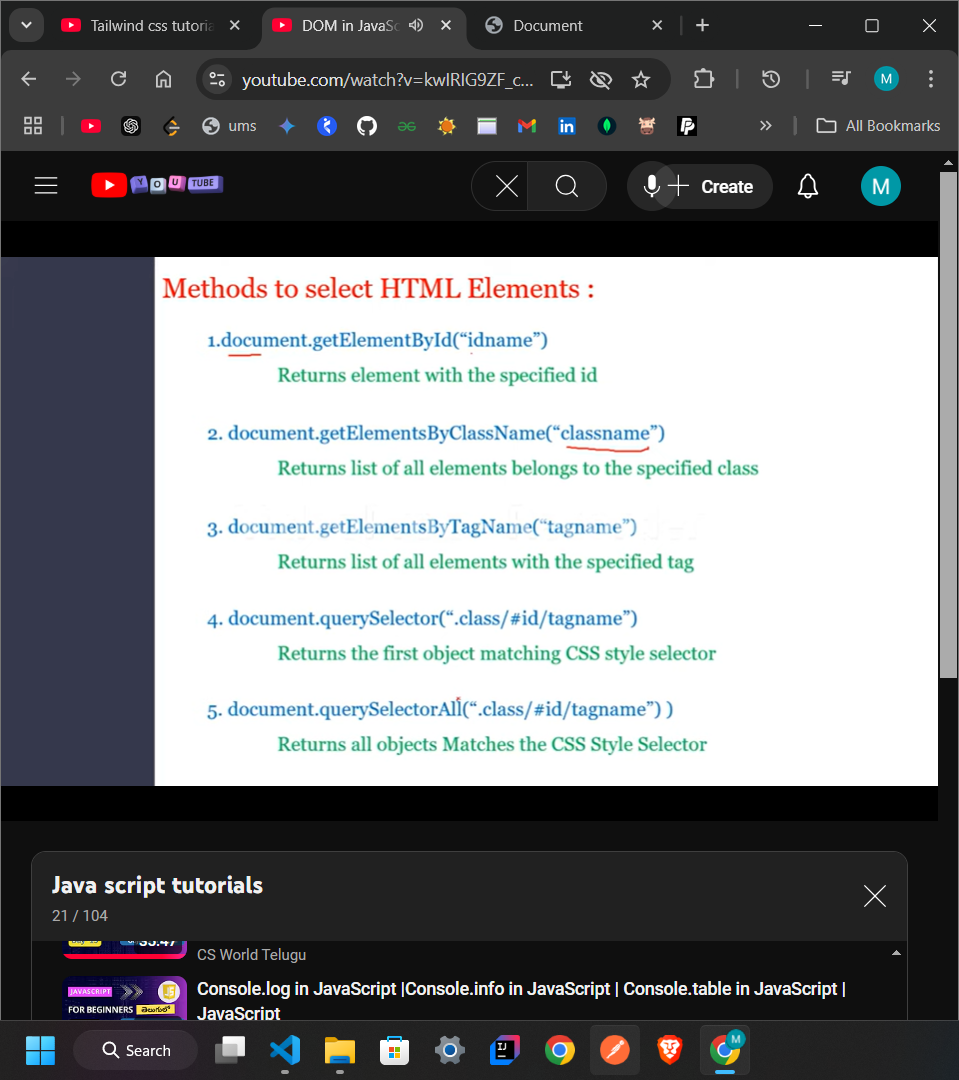 Tailwind css tutoria
DOM in JavaSc
Document
youtube.com/watch?v=kwlRlG9ZF_c...
M
ums
All Bookmarks
YOU TUBE
Create
M
Methods to select HTML Elements :
1.document.getElementById(“idname”)
Returns element with the specified id
2. document.getElementsByClassName(“classname”)
Returns list of all elements belongs to the specified class
3. document.getElementsByTagName(“tagname”)
Returns list of all elements with the specified tag
4. document.querySelector(“.class/#id/tagname”)
Returns the first object matching CSS style selector
5. document.querySelectorAll(“.class/#id/tagname”) )
Returns all objects Matches the CSS Style Selector
Java script tutorials
21 / 104
CS World Telugu
JAVASCRIPT
JS
FOR BEGINNERS తెలుగులో
Console.log in JavaScript |Console.info in JavaScript | Console.table in JavaScript |
JavaScript
Search
IJ
M